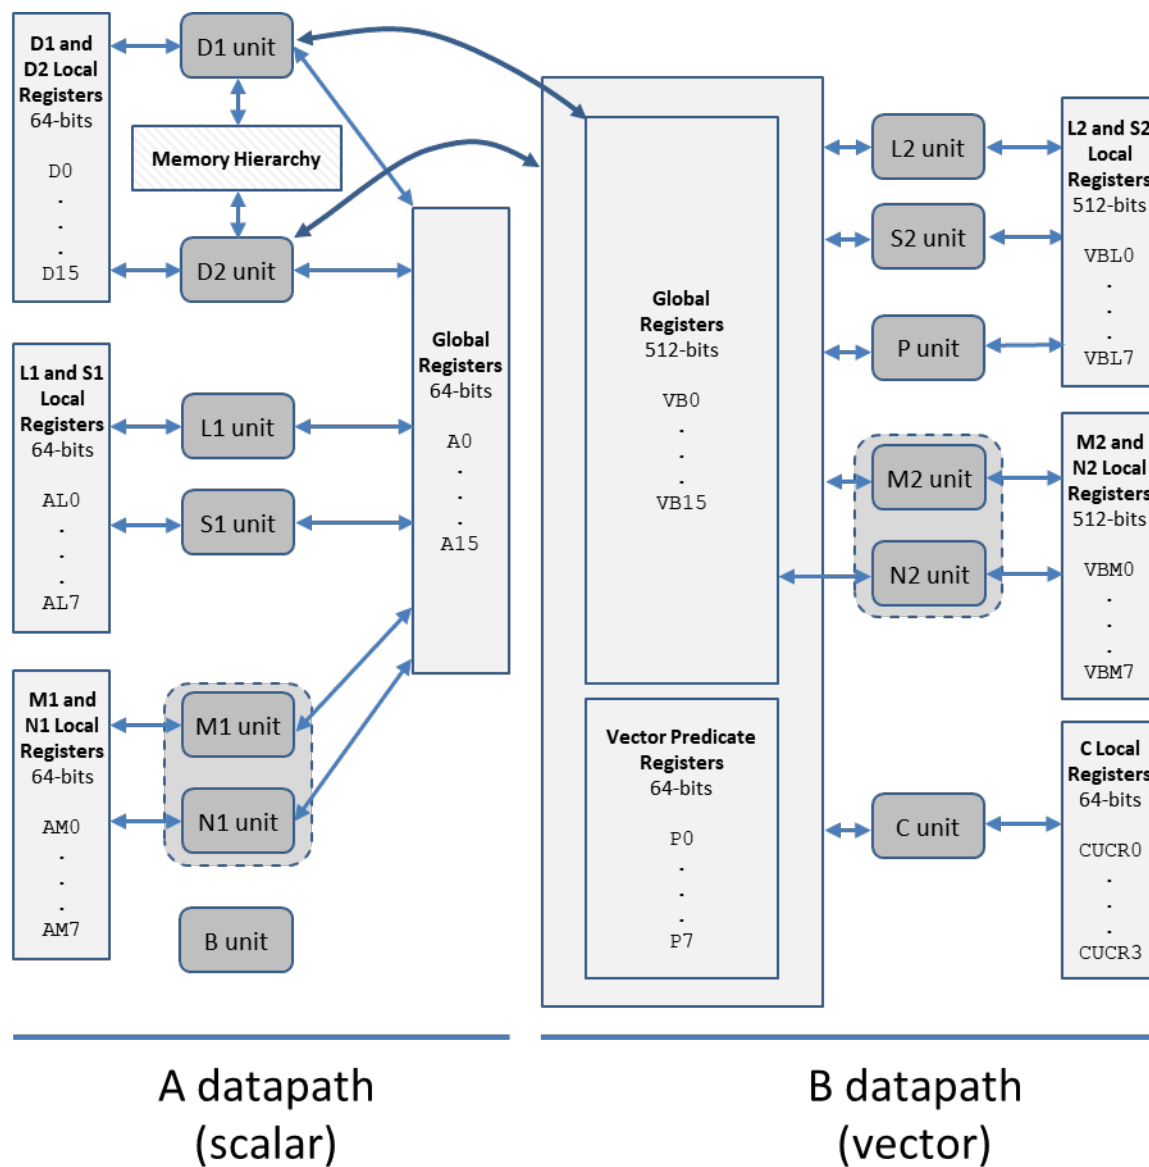 D1 and
D2 Local
Registers
64-bits
D0
.
.
.
D15
D1 unit
Memory Hierarchy
D2 unit
L1 and S1
Local
Registers
64-bits
AL0
.
.
.
AL7
L1 unit
S1 unit
M1 and
N1 Local
Registers
64-bits
AM0
.
.
.
AM7
M1 unit
N1 unit
B unit
Global
Registers
64-bits
A0
.
.
.
A15
A datapath
(scalar)
Global
Registers
512-bits
VB0
.
.
.
VB15
Vector Predicate
Registers
64-bits
P0
.
.
.
P7
L2 unit
S2 unit
P unit
M2 unit
N2 unit
C unit
L2 and S2
Local
Registers
512-bits
VBL0
.
.
.
VBL7
M2 and
N2 Local
Registers
512-bits
VBM0
.
.
.
VBM7
C Local
Registers
64-bits
CUCR0
.
.
.
CUCR3
B datapath
(vector)